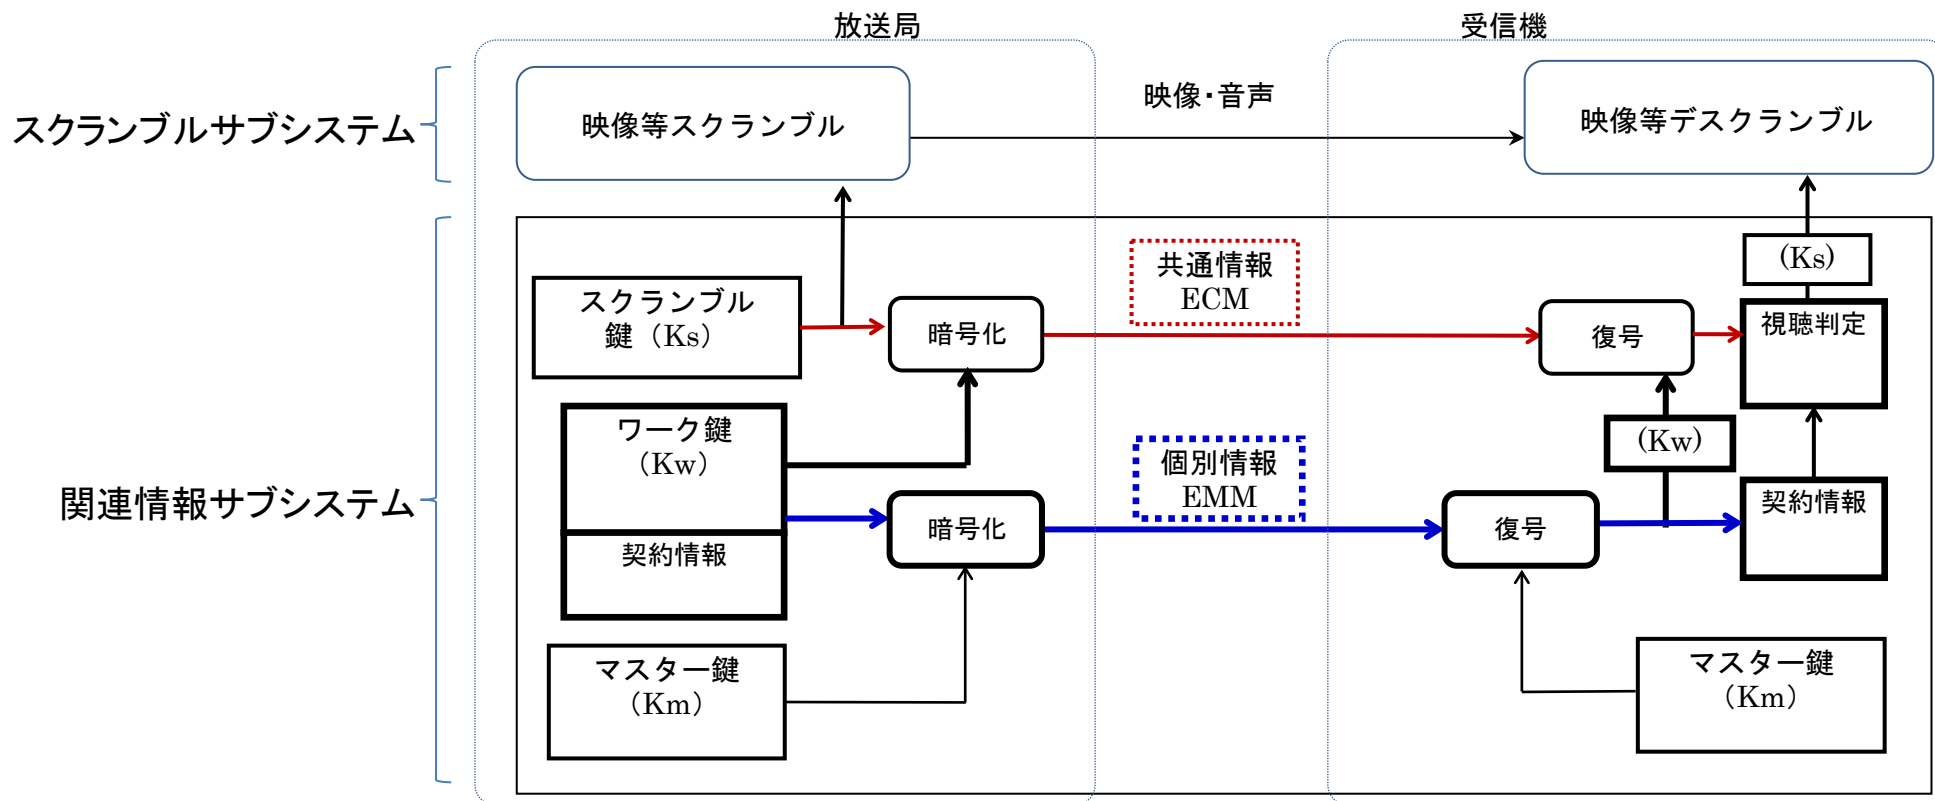 放送局
受信機
スクランブルサブシステム
映像等スクランブル
映像・音声
映像等デスクランブル
関連情報サブシステム
スクランブル
鍵（Ks）
暗号化
共通情報
ECM
復号
(Ks)
視聴判定
ワーク鍵
（Kw）
契約情報
暗号化
個別情報
EMM
復号
(Kw)
契約情報
マスター鍵
（Km）
マスター鍵
（Km）